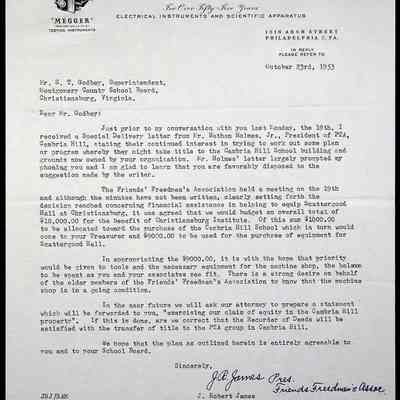 "MEGGER"
TESTING INSTRUMENTS
For Over Fifty-Five Years
ELECTRICAL INSTRUMENTS AND SCIENTIFIC APPARATUS
1316 ARCH STREET
PHILADELPHIA 7, PA.
IN REPLY
PLEASE REFER TO
October 23rd, 1953
Mr. S. T. Godbey, Superintendent,
Montgomery County School Board,
Christiansburg, Virginia.
Dear Mr. Godbey:
Just prior to my conversation with you last Monday, the 19th, I
received a Special Delivery letter from Mr. Nathan Holmes, Jr., President of PCA,
Cambria Hill, stating their continued interest in trying to work out some plan
or program whereby they might take title to the Cambria Hill School building and
grounds now owned by your organization. Mr. Holmes' letter largely prompted my
phoning you and I am glad to learn that you are favorably disposed to the
suggestion made by the writer.
The Friends' Freedmen's Association held a meeting on the 19th
and although the minutes have not been written, clearly setting forth the
decision reached concerning financial assistance in helping to equip Scattergood
Hall at Christiansburg, it was agreed that we would budget an overall total of
$10,000.00 for the benefit of Christiansburg Institute. Of this sum $1000.00
to be allocated toward the purchase of the Cambria Hill School which in turn would
come to your Treasurer and $9000.00 to be used for the purchase of equipment for
Scattergood Hall.
In appropriating the $9000.00, it is with the hope that priority
would be given to tools and the necessary equipment for the machine shop, the balance
to be spent as you and your associates see fit. There is a strong desire on behalf
of the older members of the Friends' Freedmen's Association to know that the machine
shop is in a going condition.
In the near future we will ask our attorney to prepare a statement
which will be forwarded to you, "exercising our claim of equity in the Cambria Hill
property". If this is done, are we correct that the Recorder of Deeds will be
satisfied with the transfer of title to the PCA group in Cambria Hill.
We hope that the plan as outlined herein is entirely agreeable
to you and to your School Board.
Sincerely,
J. R. James Pres.
Friends Freedmen's Assoc.
J. Robert James